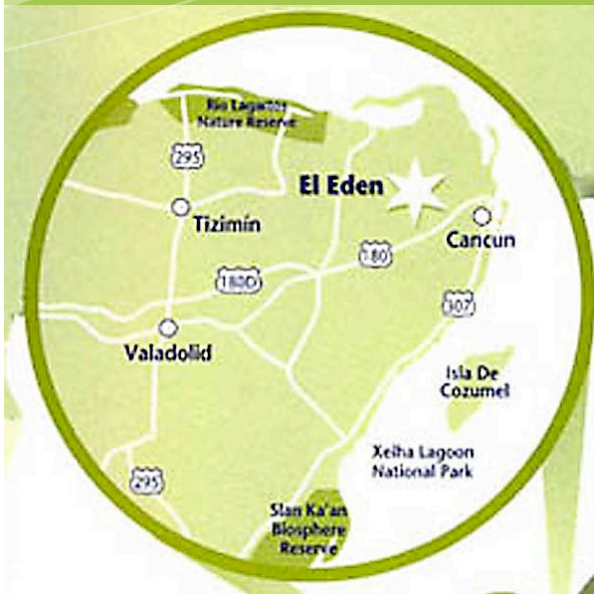 Rio Lagartos
Nature Reserve
295
El Eden
Tizimín
Cancun
180
180D
307
Valadolid
Isla De
Cozumel
Xelha Lagoon
National Park
295
Sian Ka'an
Biosphere
Reserve